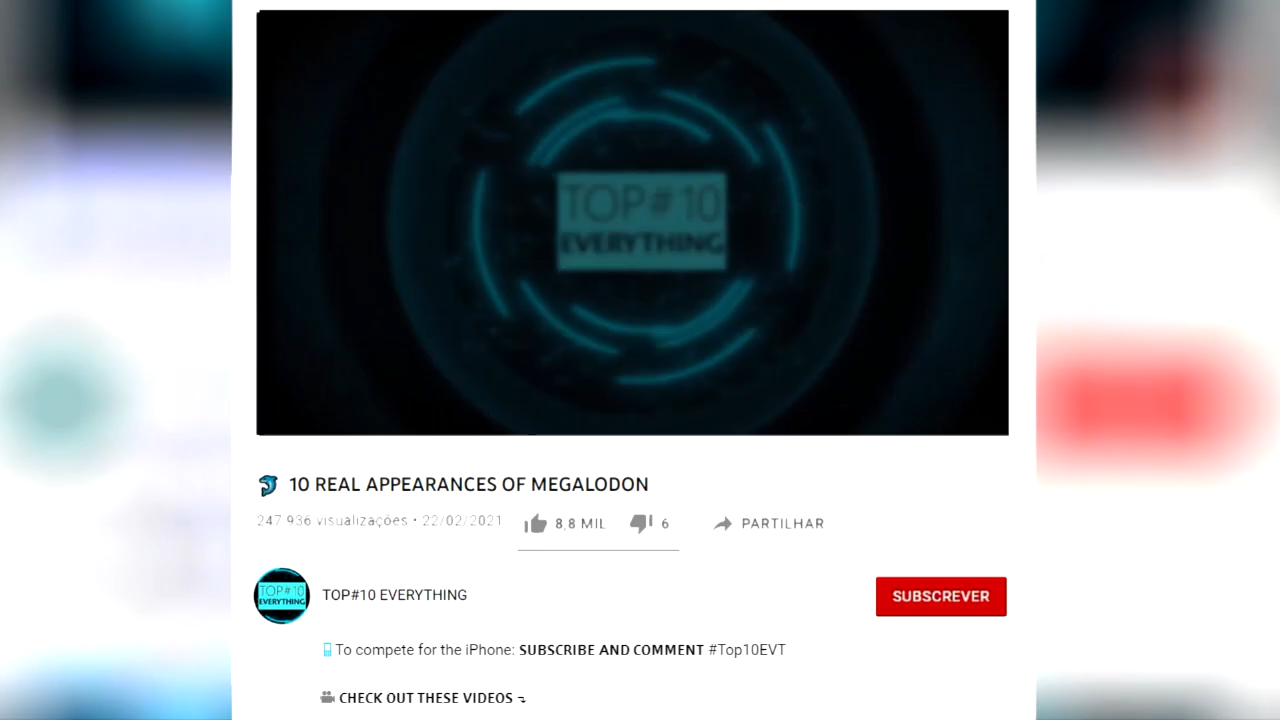 TOP#10
EVERYTHING
10 REAL APPEARANCES OF MEGALODON
247 936 visualizações • 22/02/2021
8,8 MIL
6
PARTILHAR
TOP#10
EVERYTHING
TOP#10 EVERYTHING
SUBSCREVER
To compete for the iPhone: SUBSCRIBE AND COMMENT #Top10EVT
CHECK OUT THESE VIDEOS